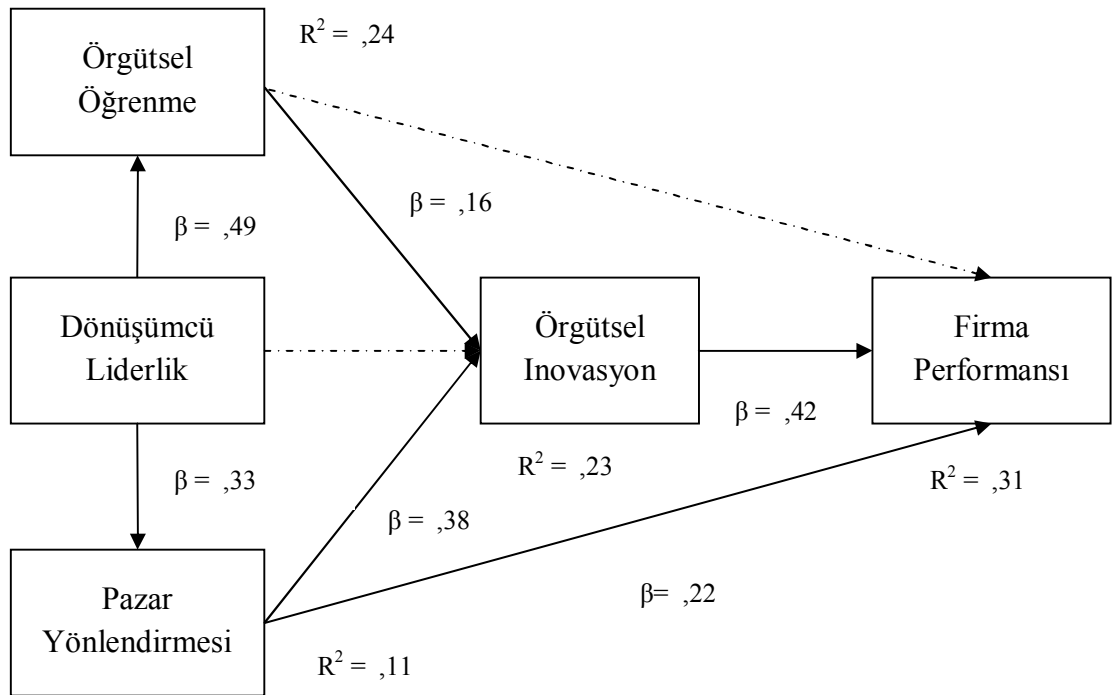 Örgütsel
Öğrenme
R² = ,24
β = ,49
β = ,16
Dönüşümcü
Liderlik
Örgütsel
Inovasyon
Firma
Performansı
β = ,42
β = ,33
R² = ,23
R² = ,31
β = ,38
β= ,22
Pazar
Yönlendirmesi
R² = ,11